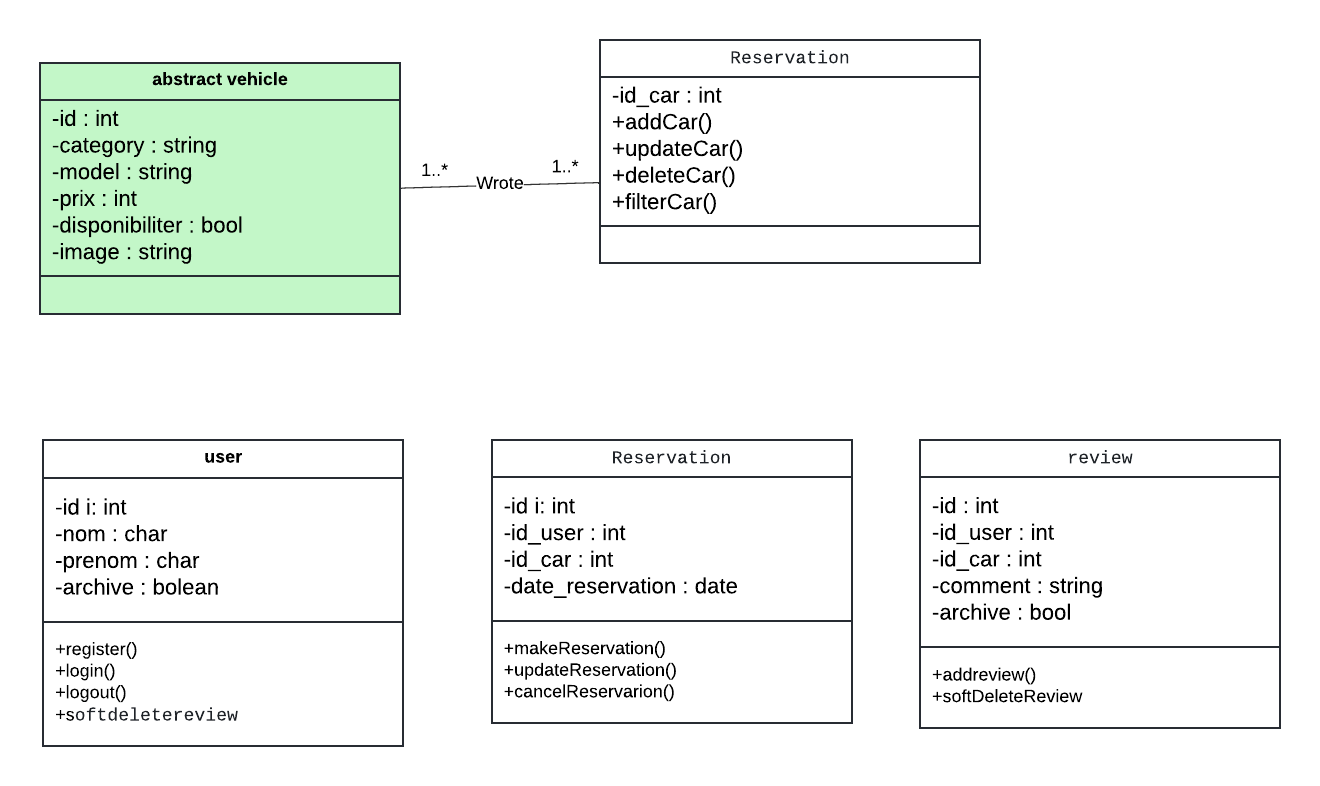 abstract vehicle
-id : int
-category : string
-model : string
-prix : int
-disponibiliter : bool
-image : string
1..*
Wrote
1..*
Reservation
-id_car : int
+addCar()
+updateCar()
+deleteCar()
+filterCar()
user
-id i: int
-nom : char
-prenom : char
-archive : bolean
+register()
+login()
+logout()
+softdeletereview
Reservation
-id i: int
-id_user : int
-id_car : int
-date_reservation : date
+makeReservation()
+updateReservation()
+cancelReservarion()
review
-id : int
-id_user : int
-id_car : int
-comment : string
-archive : bool
+addreview()
+softDeleteReview